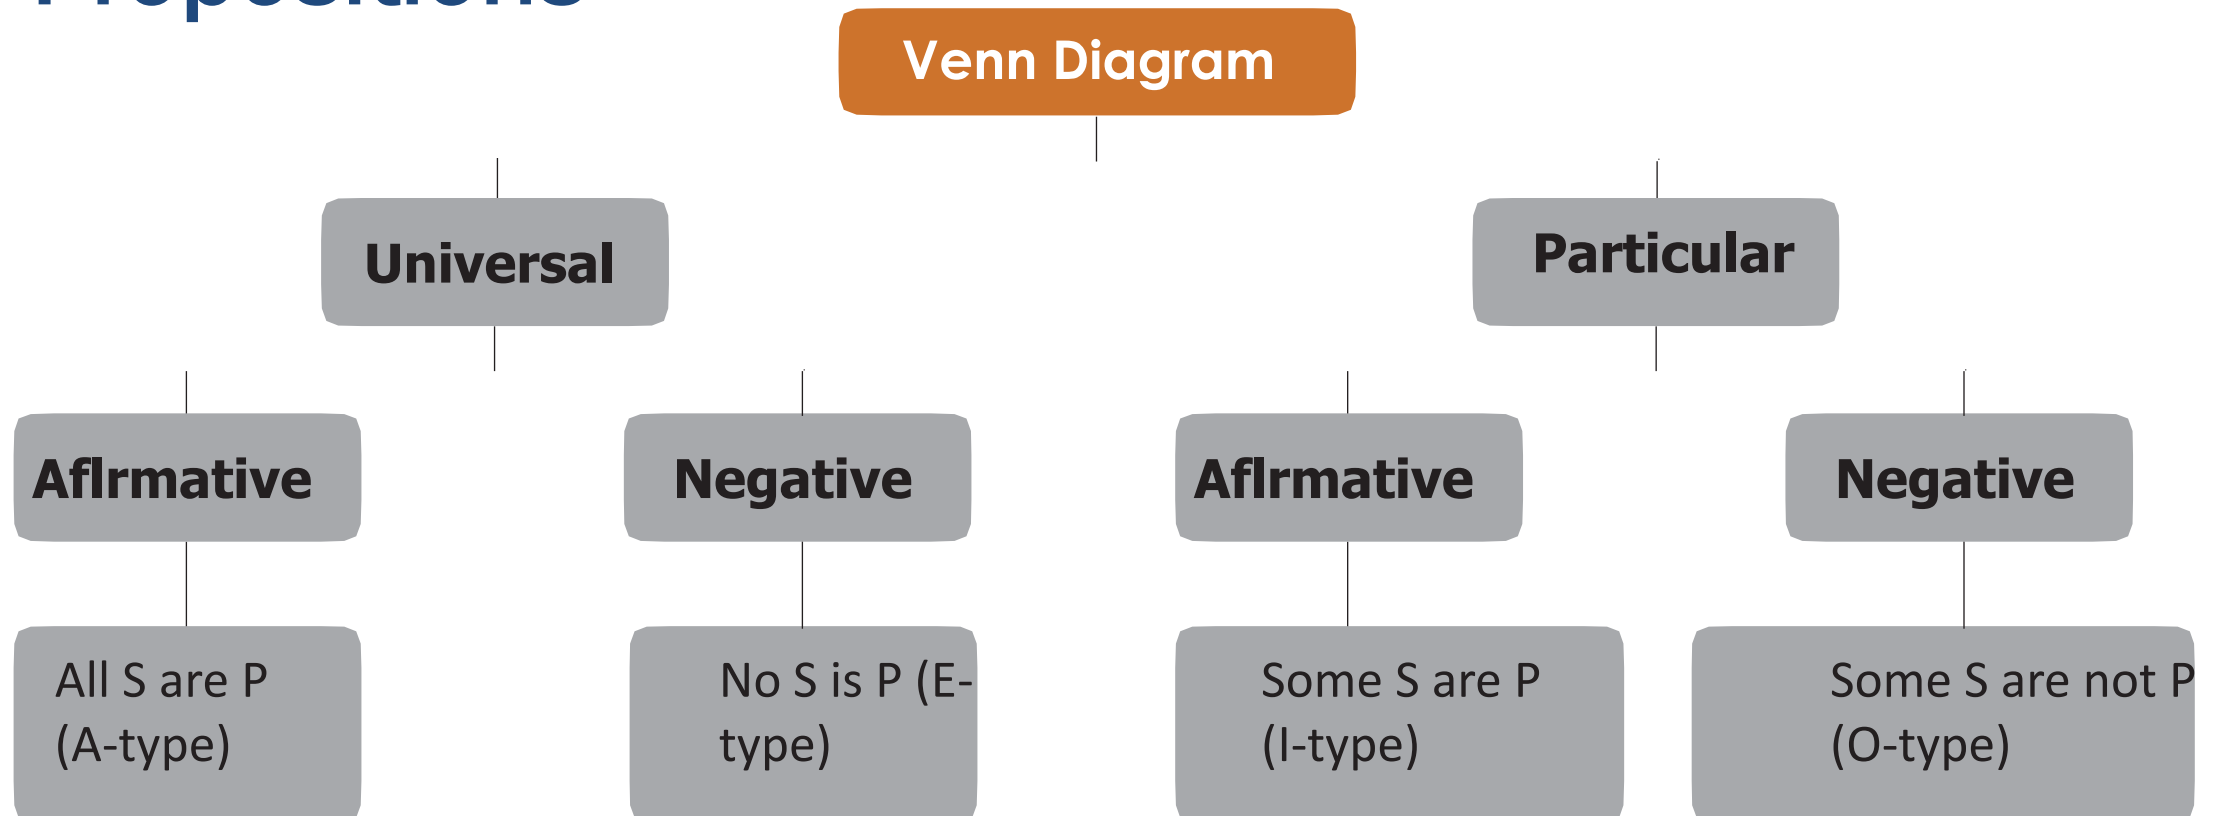 Propositions
Venn Diagram
Universal
Particular
Aflrmative
Negative
Aflrmative
Negative
All S are P
(A-type)
No S is P (E-
type)
Some S are P
(I-type)
Some S are not P
(O-type)